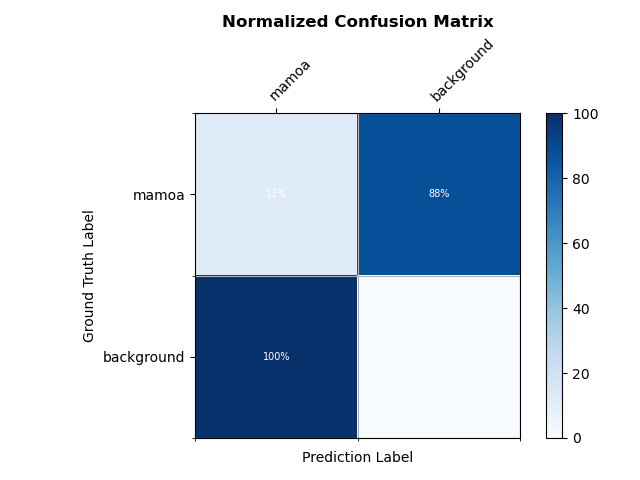 Normalized Confusion Matrix
mamoa
background
mamoa
11%
88%
background
100%
Ground Truth Label
Prediction Label
100
80
60
40
20
0